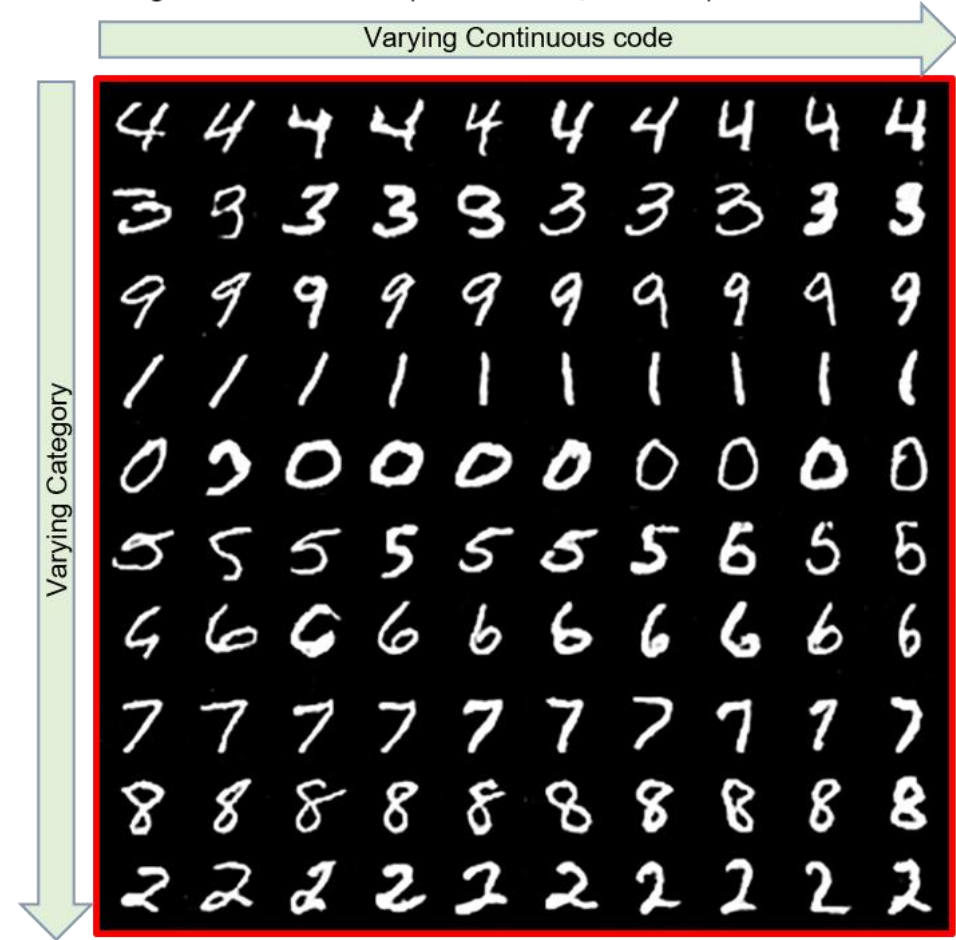 Varying Continuous code
Varying Category
4 4 4 4 4 4 4 4 4 4
3 9 3 3 3 3 3 3 3 3
9 9 9 9 9 9 9 9 9 9
1 1 1 1 1 1 1 1 1 1
0 0 0 0 0 0 0 0 0
5 5 5 5 5 5 5 5 5 5
6 6 6 6 6 6 6 6 6
7 7 7 7 7 7 7 7 7 7
8 8 8 8 8 8 8 8 8 8
2 2 2 2 2 2 2 2 2 2